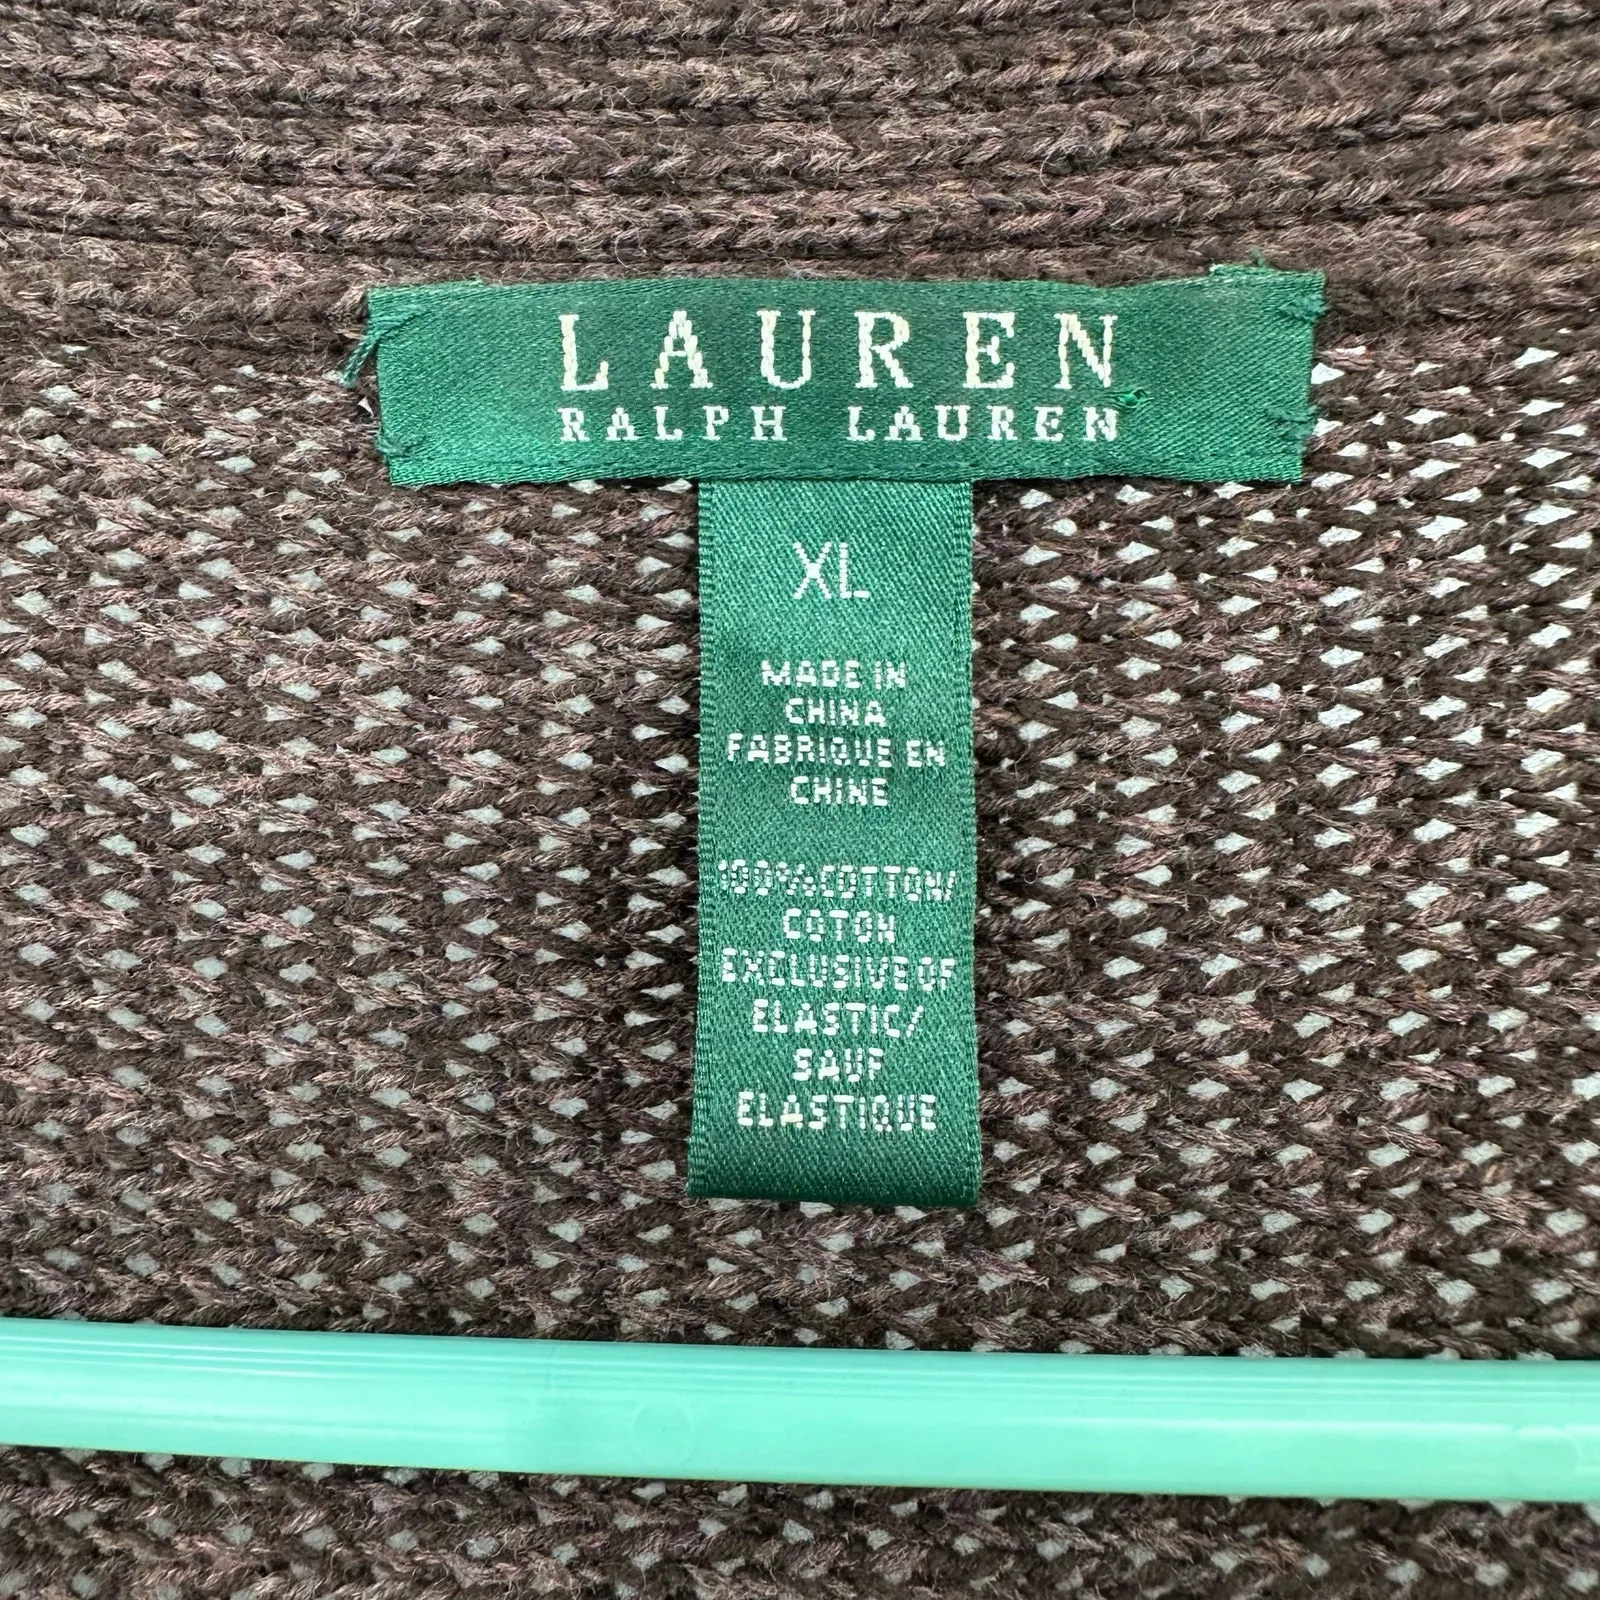 LAUREN
RALPH LAUREN
XL
MADE IN
CHINA
FABRIQUE EN
CHINE
100% COTTON/
COTON
EXCLUSIVE OF
ELASTIC/
SAUF
ELASTIQUE